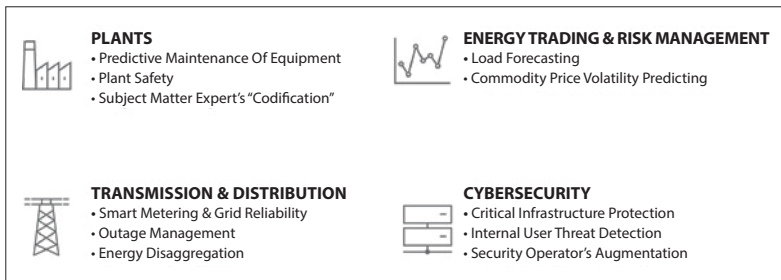 PLANTS
• Predictive Maintenance Of Equipment
• Plant Safety
• Subject Matter Expert's “Codification”
ENERGY TRADING & RISK MANAGEMENT
• Load Forecasting
• Commodity Price Volatility Predicting
TRANSMISSION & DISTRIBUTION
• Smart Metering & Grid Reliability
• Outage Management
• Energy Disaggregation
CYBERSECURITY
• Critical Infrastructure Protection
• Internal User Threat Detection
• Security Operator's Augmentation